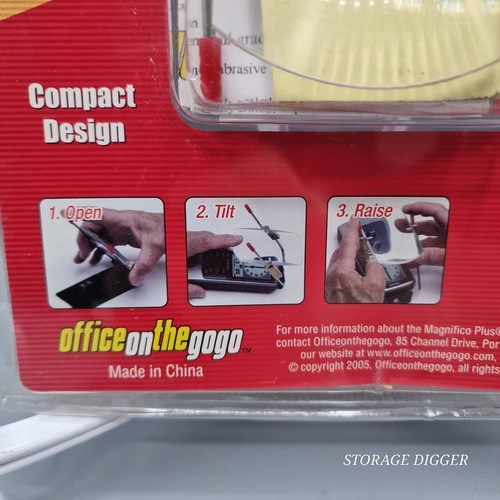 abrasive
Compact
Design
1. Open
2. Tilt
3. Raise
officeonthegogo™
Made in China
For more information about the Magnifico Plus®
contact Officeonthegogo, 85 Channel Drive, Por
our website at www.officeonthegogo.com,
© copyright 2005, Officeonthegogo, all rights
STORAGE DIGGER